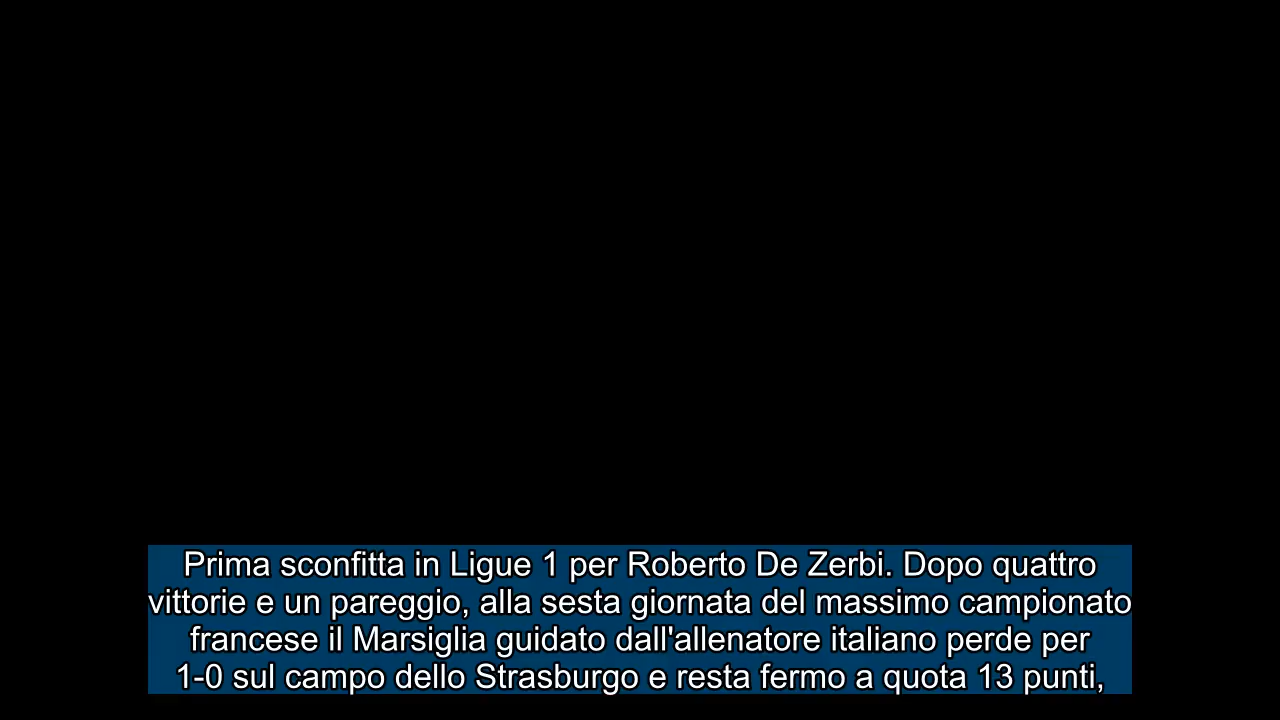 Prima sconfitta in Ligue 1 per Roberto De Zerbi. Dopo quattro
vittorie e un pareggio, alla sesta giornata del massimo campionato
francese il Marsiglia guidato dall'allenatore italiano perde per
1-0 sul campo dello Strasburgo e resta fermo a quota 13 punti,